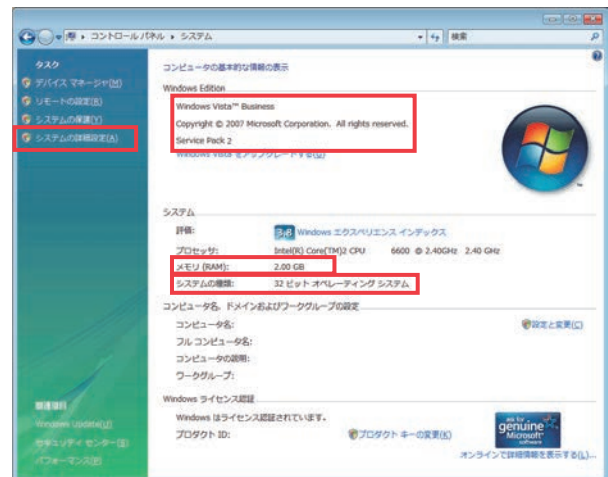 コントロール パネル ▸ システム
検索
タスク
デバイス マネージャ(M)
リモートの設定(R)
システムの保護(Y)
システムの詳細設定(A)
関連項目
Windows Update(U)
セキュリティ センター(E)
パフォーマンス(E)
コンピュータの基本的な情報の表示
Windows Edition
Windows Vista™ Business
Copyright © 2007 Microsoft Corporation. All rights reserved.
Service Pack 2
Windows Vista をアップグレードする(U)
システム
評価: 3.8 Windows エクスペリエンス インデックス
プロセッサ: Intel(R) Core(TM)2 CPU 6600 @ 2.40GHz 2.40 GHz
メモリ (RAM): 2.00 GB
システムの種類: 32 ビット オペレーティング システム
コンピュータ名、ドメインおよびワークグループの設定
コンピュータ名: 設定と変更(C)
フル コンピュータ名:
コンピュータの説明:
ワークグループ:
Windows ライセンス認証
Windows はライセンス認証されています。
プロダクト ID: プロダクト キーの変更(K)
ask for
genuine
Microsoft
software
オンラインで詳細情報を表示する(L)...